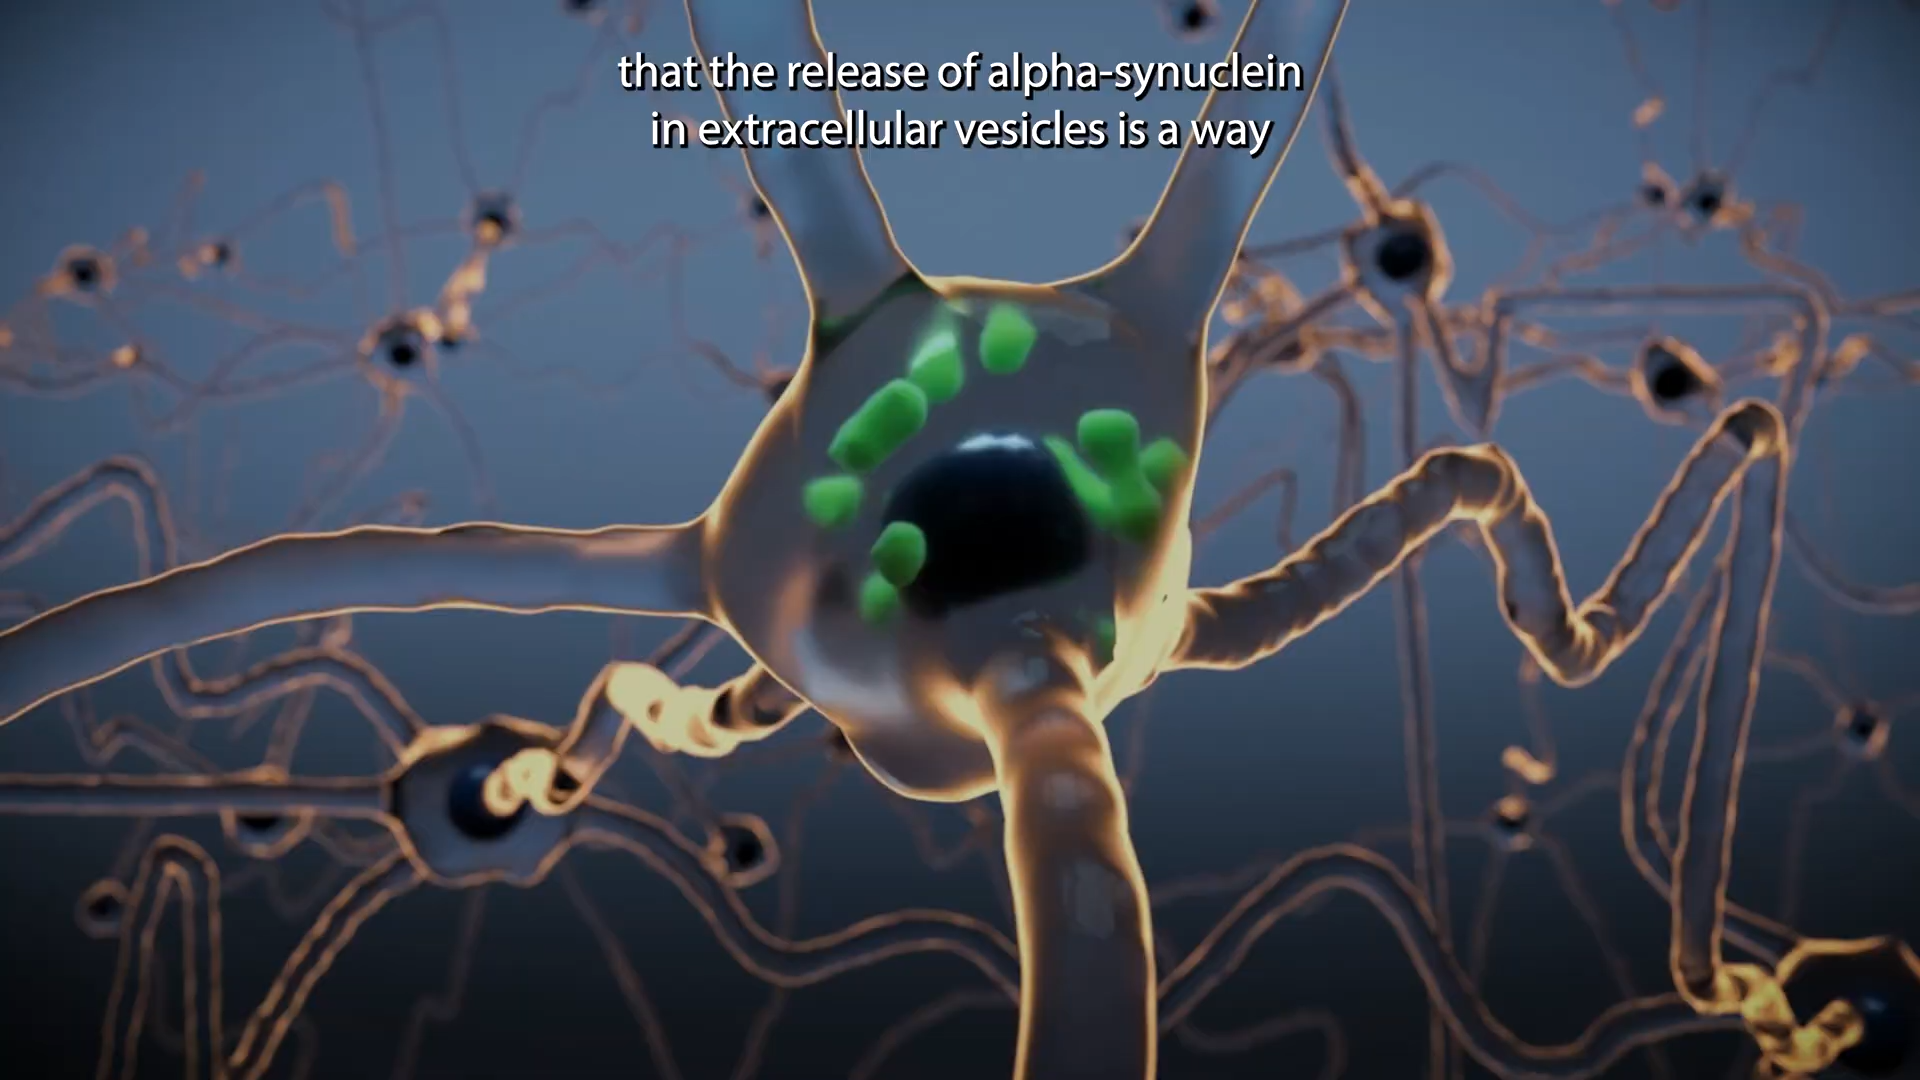 that the release of alpha-synuclein
in extracellular vesicles is a way